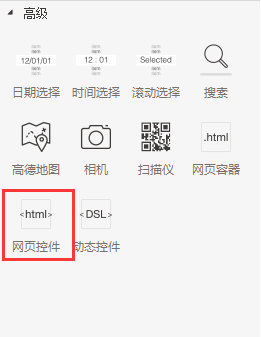 高级
12/01/01 12 : 01 Selected
日期选择 时间选择 滚动选择 搜索
.html
高德地图 相机 扫描仪 网页容器
<html> <DSL>
网页控件 动态控件